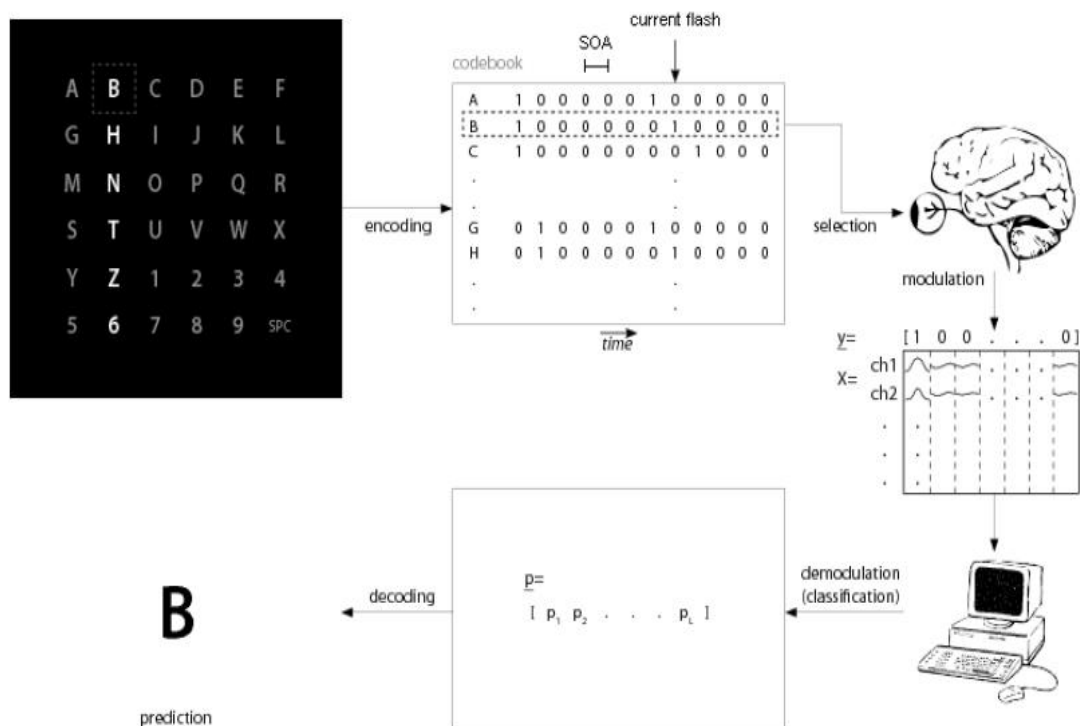 A B C D E F
G H I J K L
M N O P Q R
S T U V W X
Y Z 1 2 3 4
5 6 7 8 9 SPC
encoding
current flash
SOA
codebook
A 1 0 0 0 0 0 1 0 0 0 0 0
B 1 0 0 0 0 0 0 1 0 0 0 0
C 1 0 0 0 0 0 0 0 1 0 0 0
. .
. .
G 0 1 0 0 0 0 1 0 0 0 0 0
H 0 1 0 0 0 0 0 1 0 0 0 0
. .
. .
time
selection
modulation
y= [ 1 0 0 . . . 0 ]
X= ch1 . . .
ch2 . . .
. .
. .
. .
demodulation
(classification)
p=
[ p1 p2 . . . pL ]
decoding
B
prediction